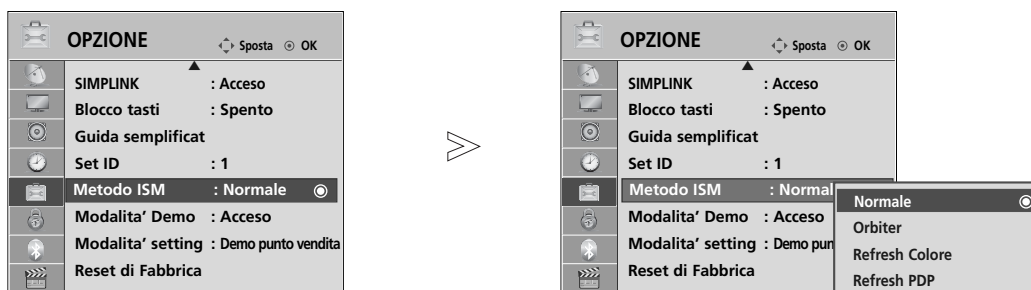 OPZIONE
Sposta OK
SIMPLINK : Acceso
Blocco tasti : Spento
Guida semplificat
Set ID : 1
Metodo ISM : Normale
Modalita' Demo : Acceso
Modalita' setting : Demo punto vendita
Reset di Fabbrica
OPZIONE
Sposta OK
SIMPLINK : Acceso
Blocco tasti : Spento
Guida semplificat
Set ID : 1
Metodo ISM : Normal
Modalita' Demo : Acceso
Modalita' setting : Demo pun
Reset di Fabbrica
Normale
Orbiter
Refresh Colore
Refresh PDP